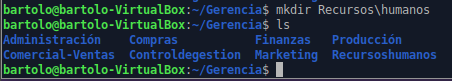 bartolo@bartolo-VirtualBox:~/Gerencia$ mkdir Recursos\humanos
bartolo@bartolo-VirtualBox:~/Gerencia$ ls
Administración Compras Finanzas Producción
Comercial-Ventas Controldegestion Marketing Recursoshumanos
bartolo@bartolo-VirtualBox:~/Gerencia$